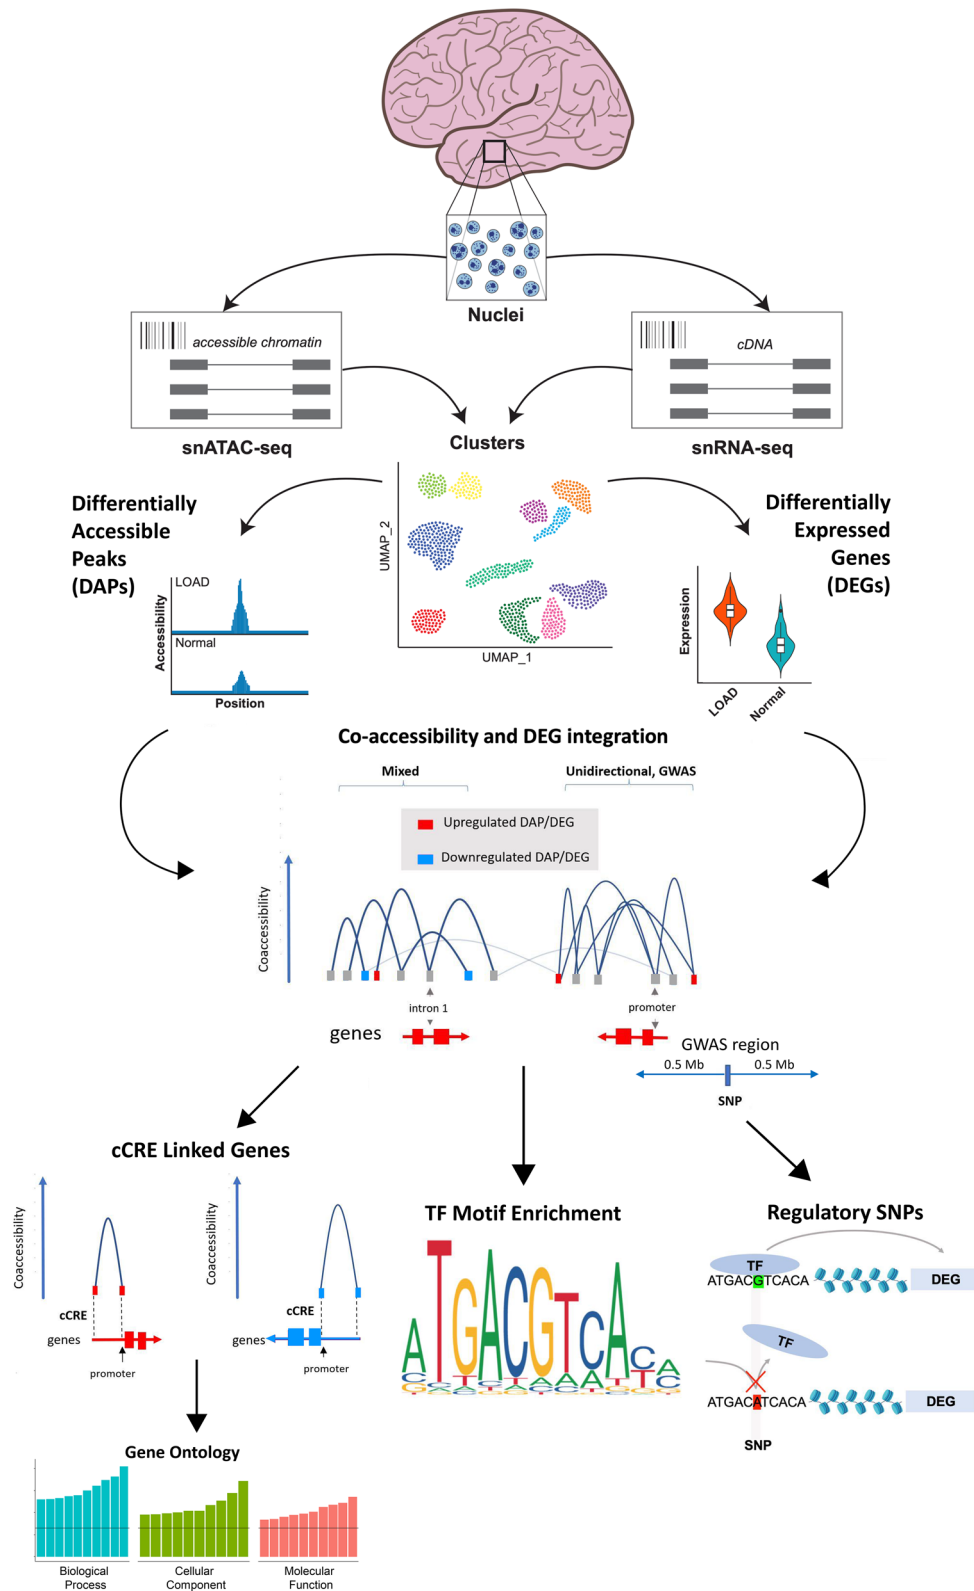 Nuclei
accessible chromatin
cDNA
snATAC-seq
Clusters
snRNA-seq
Differentially
Accessible
Peaks
(DAPs)
LOAD
Normal
Accessibility
Position
UMAP_2
UMAP_1
Differentially
Expressed
Genes
(DEGs)
Expression
LOAD
Normal
Co-accessibility and DEG integration
Mixed
Unidirectional, GWAS
Upregulated DAP/DEG
Downregulated DAP/DEG
Coaccessibility
intron 1
promoter
genes
GWAS region
0.5 Mb
0.5 Mb
SNP
cCRE Linked Genes
Coaccessibility
cCRE
genes
promoter
Coaccessibility
cCRE
genes
promoter
TF Motif Enrichment
ATGACGTCACA
Regulatory SNPs
TF
ATGACGTCACA
DEG
TF
ATGACATCACA
DEG
SNP
Gene Ontology
Biological
Process
Cellular
Component
Molecular
Function